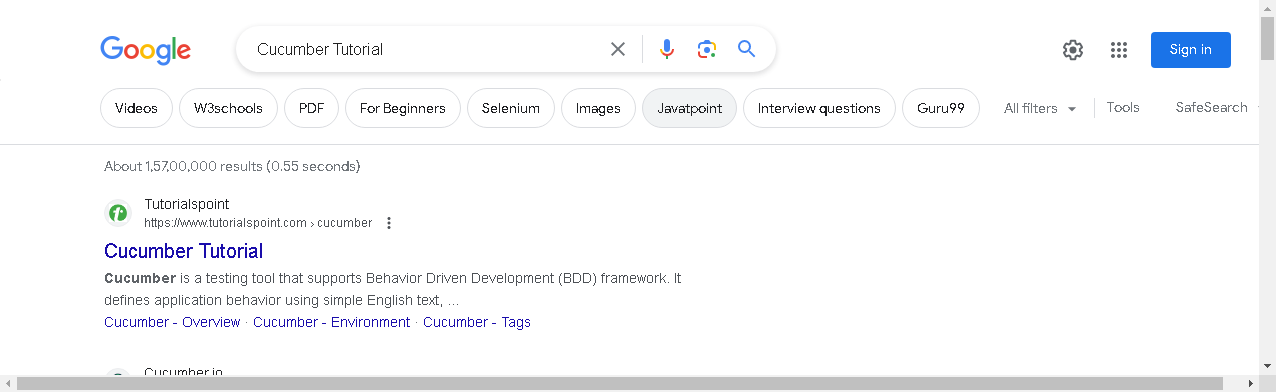 Google
Cucumber Tutorial
Sign in
Videos W3schools PDF For Beginners Selenium Images Javatpoint Interview questions Guru99 All filters Tools SafeSearch
About 1,57,00,000 results (0.55 seconds)
Tutorialspoint
https://www.tutorialspoint.com › cucumber
Cucumber Tutorial
Cucumber is a testing tool that supports Behavior Driven Development (BDD) framework. It
defines application behavior using simple English text, ...
Cucumber - Overview · Cucumber - Environment · Cucumber - Tags
Cucumber.io